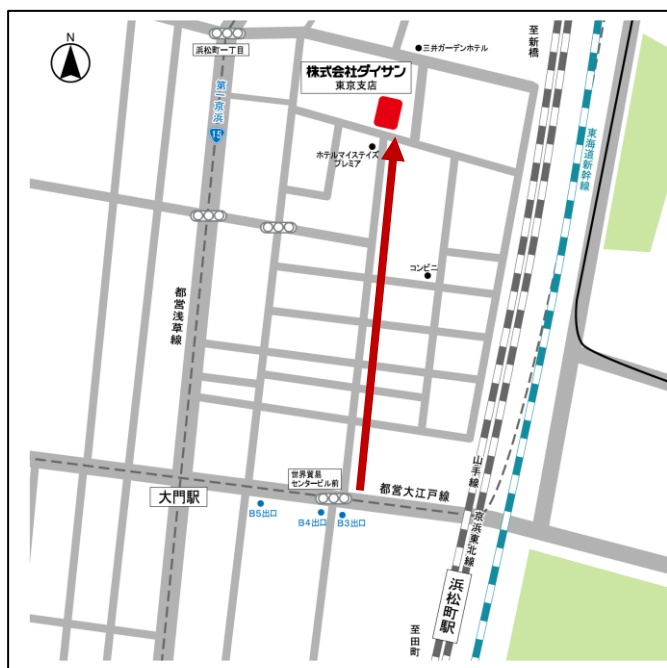 N
浜松町一丁目
三井ガーデンホテル
至新橋
株式会社ダイサン
東京支店
第一京浜
15
ホテルマイステイズ
プレミア
東海道新幹線
コンビニ
都営浅草線
世界貿易
センタービル前
都営大江戸線
山手線
大門駅
B5出口
B4出口
B3出口
京浜東北線
浜松町駅
至田町